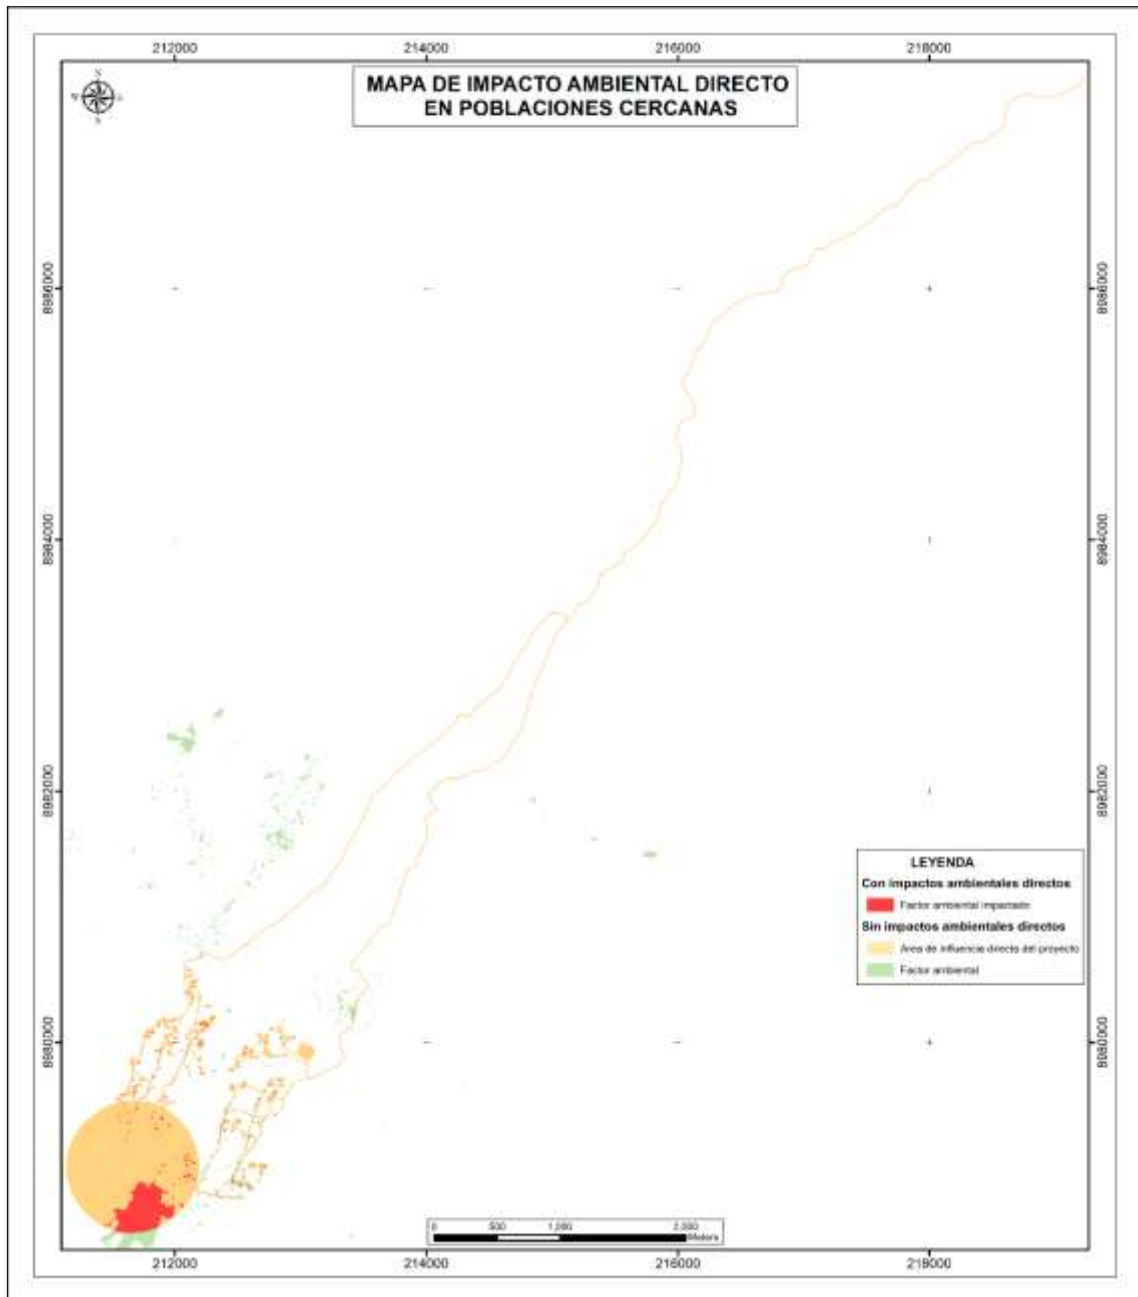 212000 214000 216000 218000
MAPA DE IMPACTO AMBIENTAL DIRECTO
EN POBLACIONES CERCANAS
8986000 8986000
8984000 8984000
8982000 8982000
LEYENDA
Con impactos ambientales directos
Factor ambiental impactado
Sin impactos ambientales directos
Área de influencia directa del proyecto
Factor ambiental
8980000 8980000
0 500 1,000 2,000
Meters
212000 214000 216000 218000